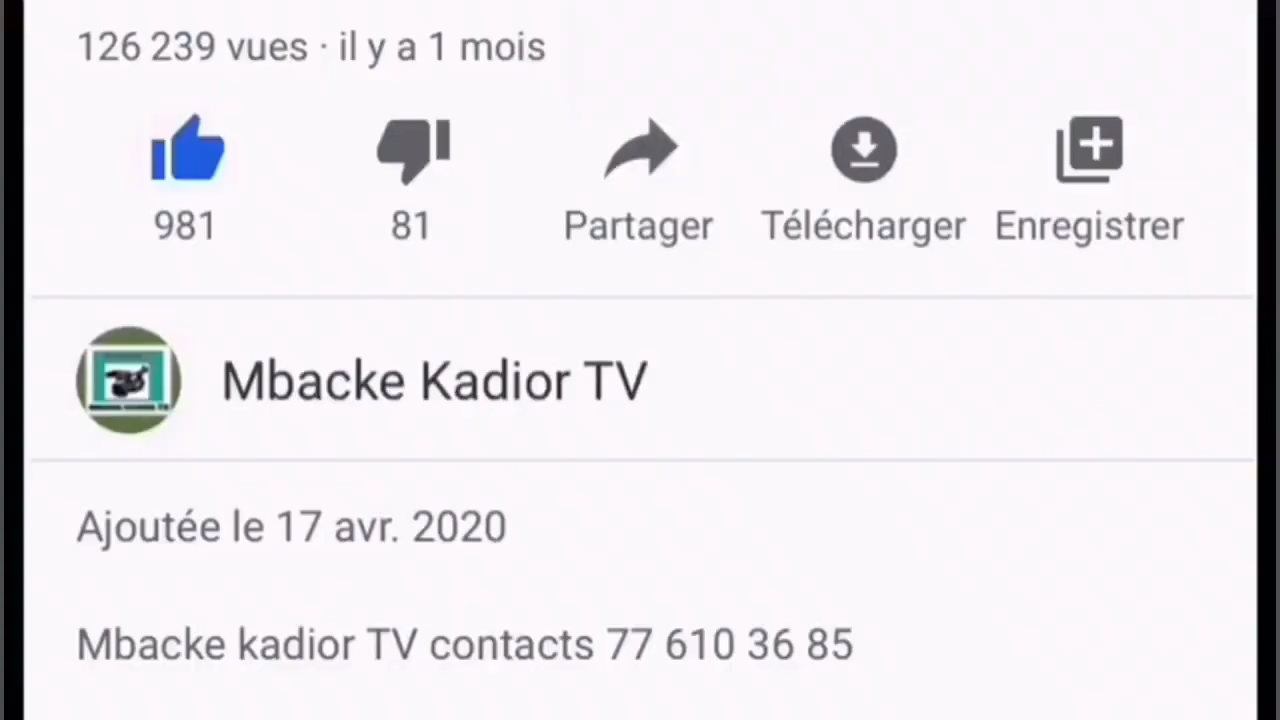 126 239 vues · il y a 1 mois
981 81 Partager Télécharger Enregistrer
Mbacke Kadior TV
Ajoutée le 17 avr. 2020
Mbacke kadior TV contacts 77 610 36 85